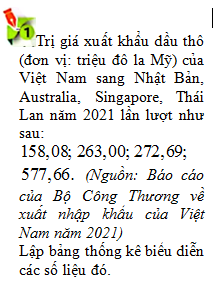 1
Trị giá xuất khẩu dầu thô
(đơn vị: triệu đô la Mỹ) của
Việt Nam sang Nhật Bản,
Australia, Singapore, Thái
Lan năm 2021 lần lượt như
sau:
158,08; 263,00; 272,69;
577,66. (Nguồn: Báo cáo
của Bộ Công Thương về
xuất nhập khẩu của Việt
Nam năm 2021)
Lập bảng thống kê biểu diễn
các số liệu đó.